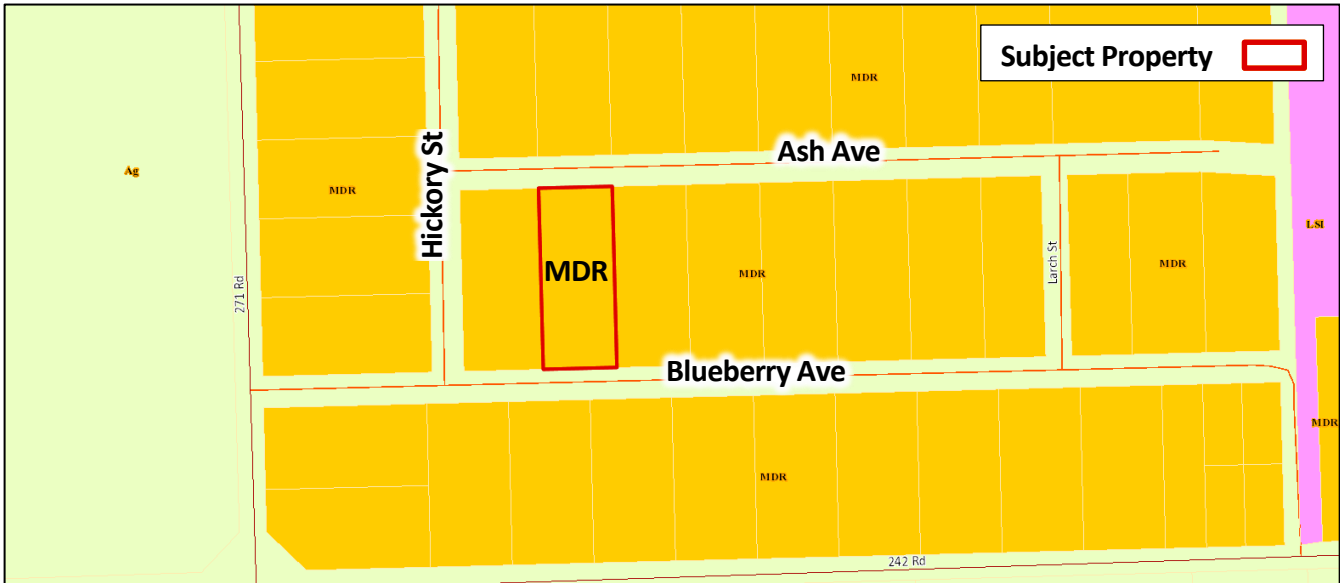 Subject Property
MDR
Ash Ave
Ag
MDR
Hickory St
LSI
MDR
MDR
MDR
Larch St
271 Rd
Blueberry Ave
MDR
MDR
242 Rd